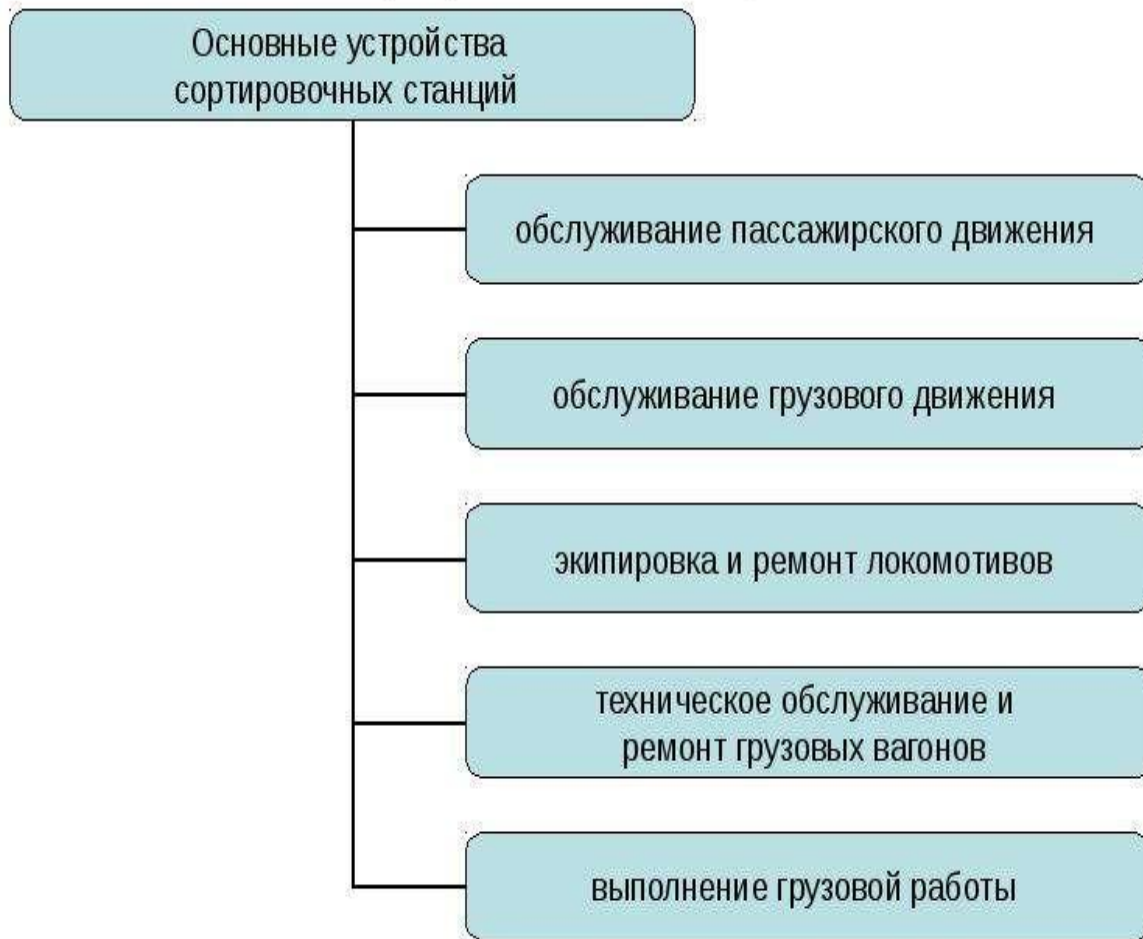 Основные устройства
сортировочных станций
обслуживание пассажирского движения
обслуживание грузового движения
экипировка и ремонт локомотивов
техническое обслуживание и
ремонт грузовых вагонов
выполнение грузовой работы